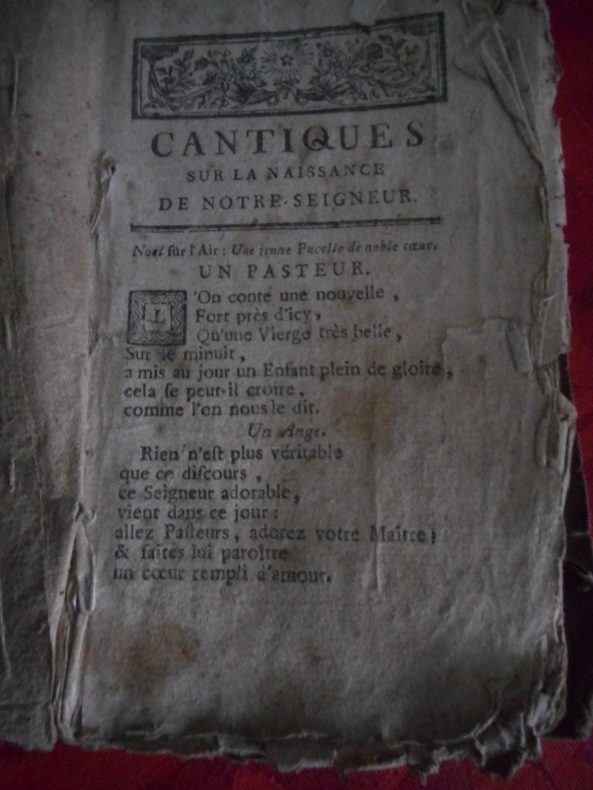 CANTIQUES
SUR LA NAISSANCE
DE NOTRE-SEIGNEUR.
Noel sur l'Air: Une jeune Pucelle de noble cœur.
UN PASTEUR.
L'On conte une nouvelle,
Fort près d'icy,
Qu'une Vierge très belle,
Sur le minuit,
a mis au jour un Enfant plein de gloire,
cela se peut-il croire,
comme l'en nous le dit.
Un Ange.
Rien n'est plus véritable
que ce discours,
ce Seigneur adorable,
vient dans ce jour:
allez Pasteurs, adorez votre Maître;
& faites lui paroître
un cœur rempli d'amour.